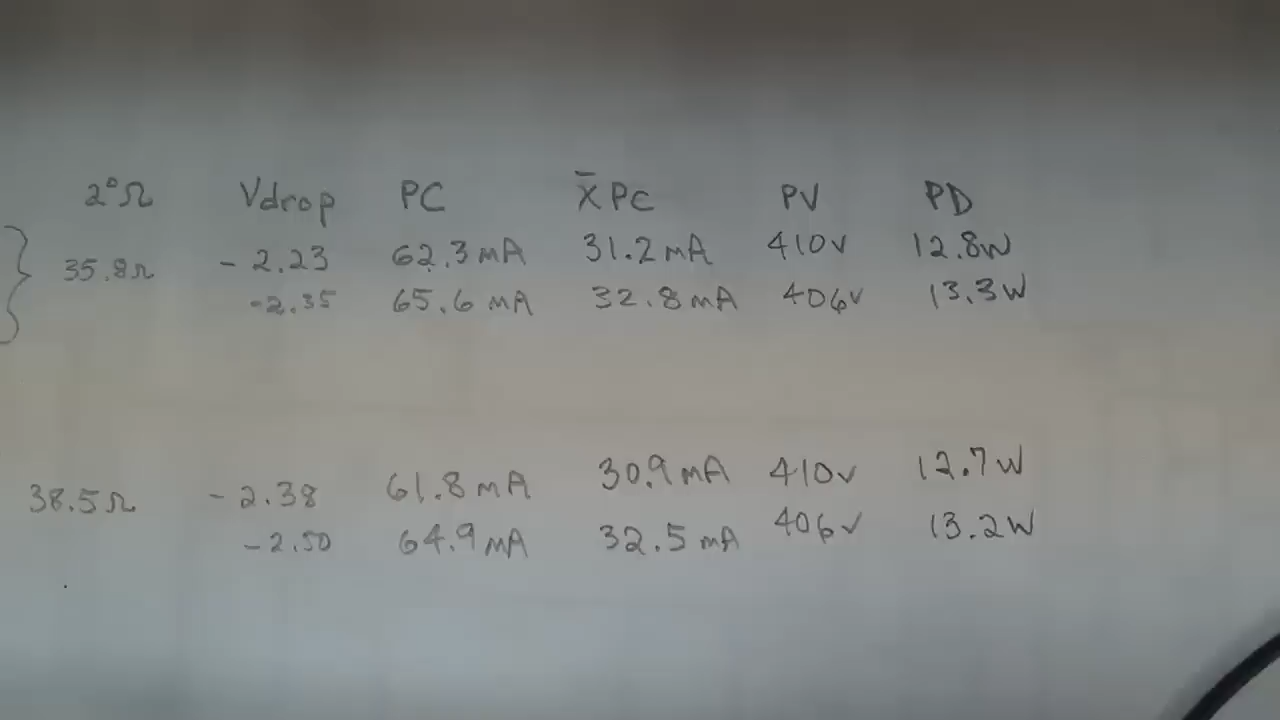 2°Ω Vdrop PC X̄ PC PV PD
35.8Ω -2.23 62.3mA 31.2mA 410V 12.8W
-2.35 65.6 mA 32.8mA 406V 13.3W
38.5Ω -2.38 61.8mA 30.9mA 410V 12.7W
-2.50 64.9mA 32.5mA 406V 13.2W